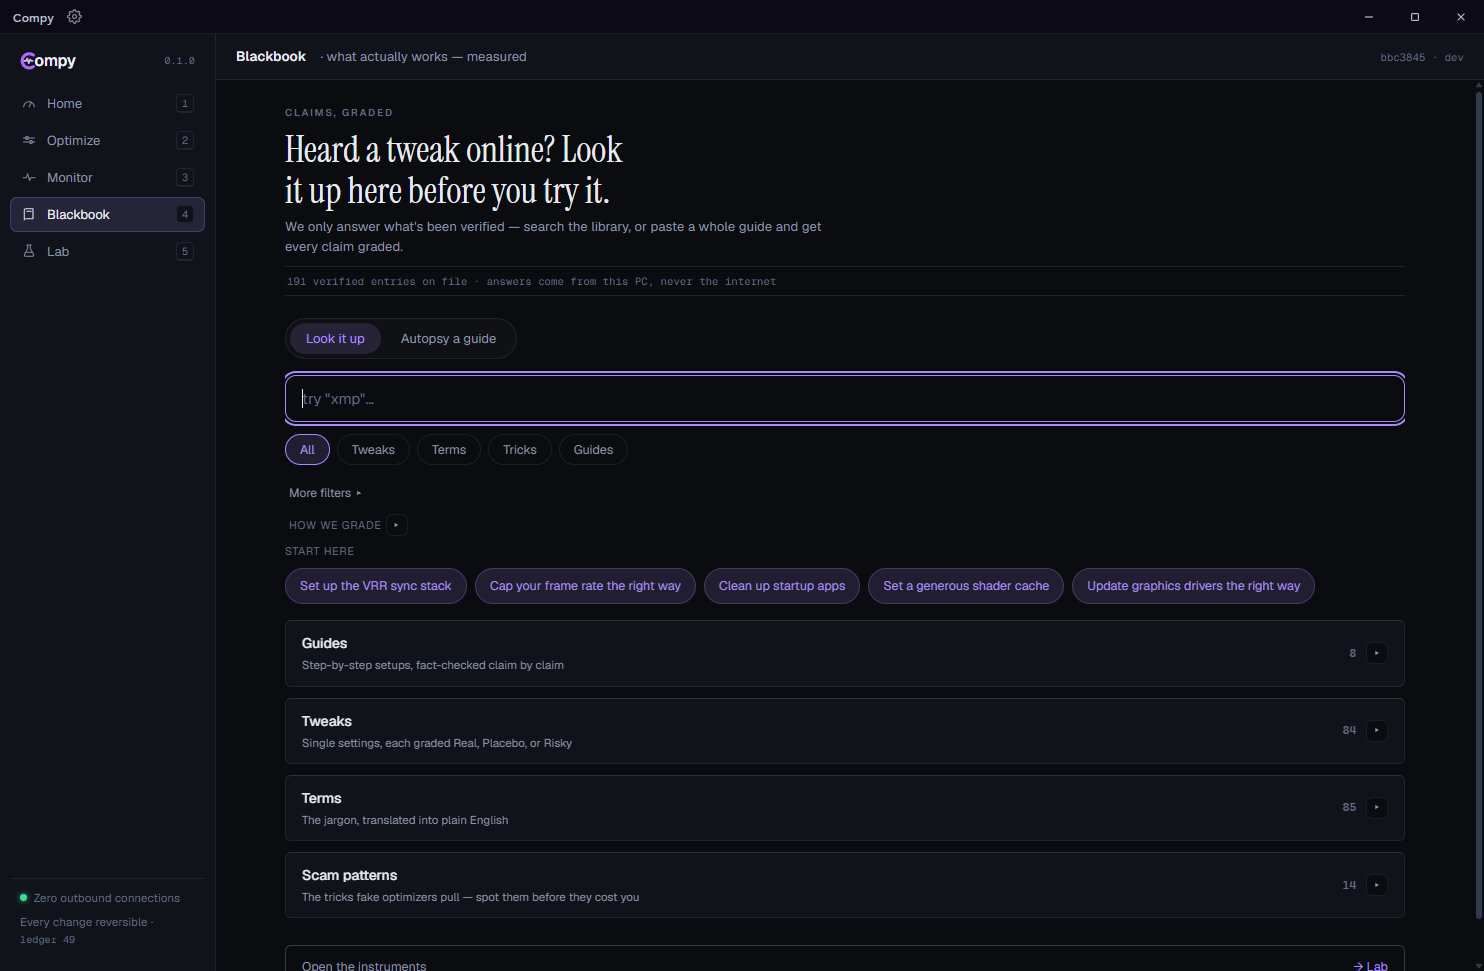 Compy
Compy 0.1.0
Home 1
Optimize 2
Monitor 3
Blackbook 4
Lab 5
Zero outbound connections
Every change reversible ·
ledger 49
Blackbook · what actually works — measured
bbc3845 · dev
CLAIMS, GRADED
Heard a tweak online? Look
it up here before you try it.
We only answer what's been verified — search the library, or paste a whole guide and get
every claim graded.
191 verified entries on file · answers come from this PC, never the internet
Look it up Autopsy a guide
try "xmp"...
All Tweaks Terms Tricks Guides
More filters ▸
HOW WE GRADE ▸
START HERE
Set up the VRR sync stack Cap your frame rate the right way Clean up startup apps Set a generous shader cache Update graphics drivers the right way
Guides
Step-by-step setups, fact-checked claim by claim
8 ▸
Tweaks
Single settings, each graded Real, Placebo, or Risky
84 ▸
Terms
The jargon, translated into plain English
85 ▸
Scam patterns
The tricks fake optimizers pull — spot them before they cost you
14 ▸
Open the instruments → Lab